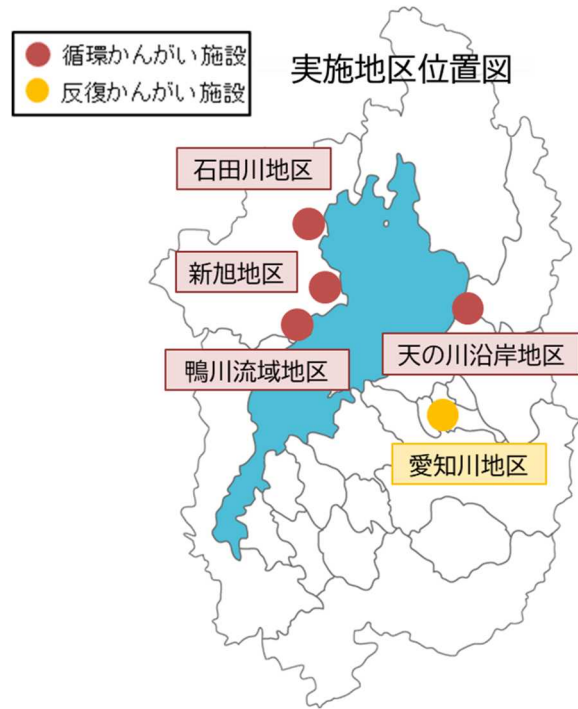 循環かんがい施設
反復かんがい施設
実施地区位置図
石田川地区
新旭地区
鴨川流域地区
天の川沿岸地区
愛知川地区